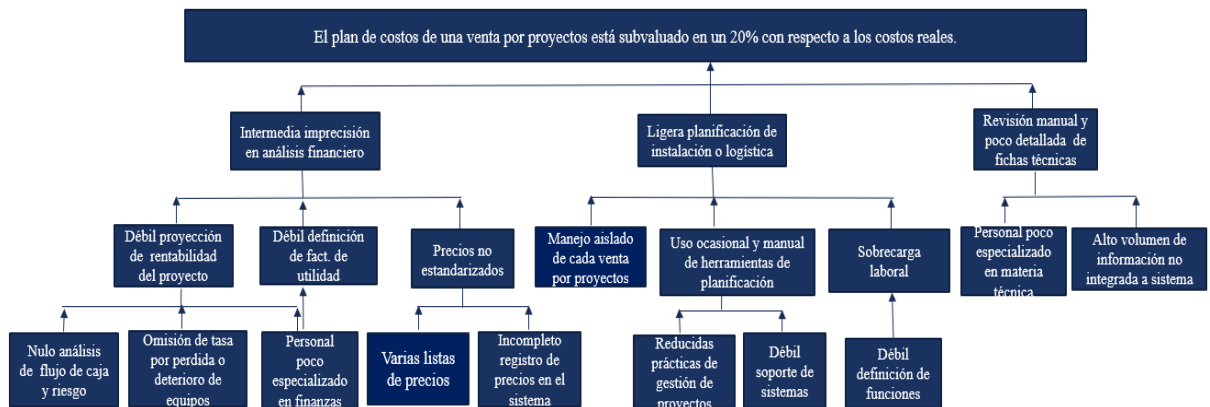 El plan de costos de una venta por proyectos está subvaluado en un 20% con respecto a los costos reales.
Intermedia imprecisión
en análisis financiero
Ligera planificación de
instalación o logística
Revisión manual y
poco detallada de
fichas técnicas
Débil proyección
de rentabilidad
del proyecto
Débil definición
de fact. de
utilidad
Precios no
estandarizados
Manejo aislado
de cada venta
por proyectos
Uso ocasional y manual
de herramientas de
planificación
Sobrecarga
laboral
Personal poco
especializado
en materia
técnica
Alto volumen de
información no
integrada a sistema
Nulo análisis
de flujo de caja
y riesgo
Omisión de tasa
por perdida o
deterioro de
equipos
Personal
poco
especializado
en finanzas
Varias listas
de precios
Incompleto
registro de
precios en el
sistema
Reducidas
prácticas de
gestión de
proyectos
Débil
soporte de
sistemas
Débil
definición de
funciones